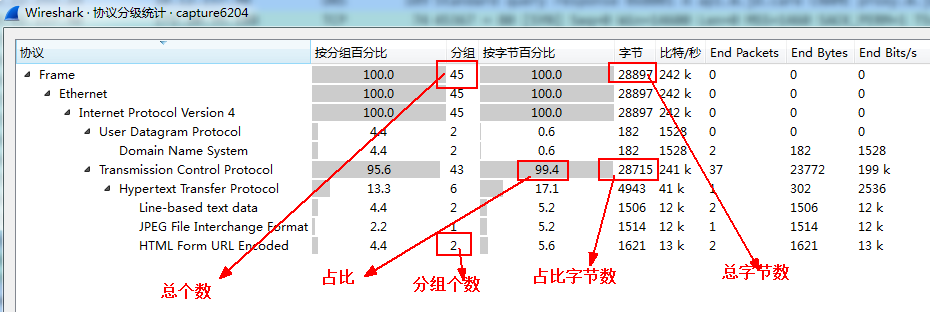 Wireshark · 协议分级统计 · capture6204
协议 按分组百分比 分组 按字节百分比 字节 比特/秒 End Packets End Bytes End Bits/s
Frame 100.0 45 100.0 28897 242 k 0 0 0
Ethernet 100.0 45 100.0 28897 242 k 0 0 0
Internet Protocol Version 4 100.0 45 100.0 28897 242 k 0 0 0
User Datagram Protocol 4.4 2 0.6 182 1528 0 0 0
Domain Name System 4.4 2 0.6 182 1528 2 182 1528
Transmission Control Protocol 95.6 43 99.4 28715 241 k 37 23772 199 k
Hypertext Transfer Protocol 13.3 6 17.1 4943 41 k 1 302 2536
Line-based text data 4.4 2 5.2 1506 12 k 2 1506 12 k
JPEG File Interchange Format 2.2 1 5.2 1514 12 k 1 1514 12 k
HTML Form URL Encoded 4.4 2 5.6 1621 13 k 2 1621 13 k
总个数 占比 分组个数 占比字节数 总字节数